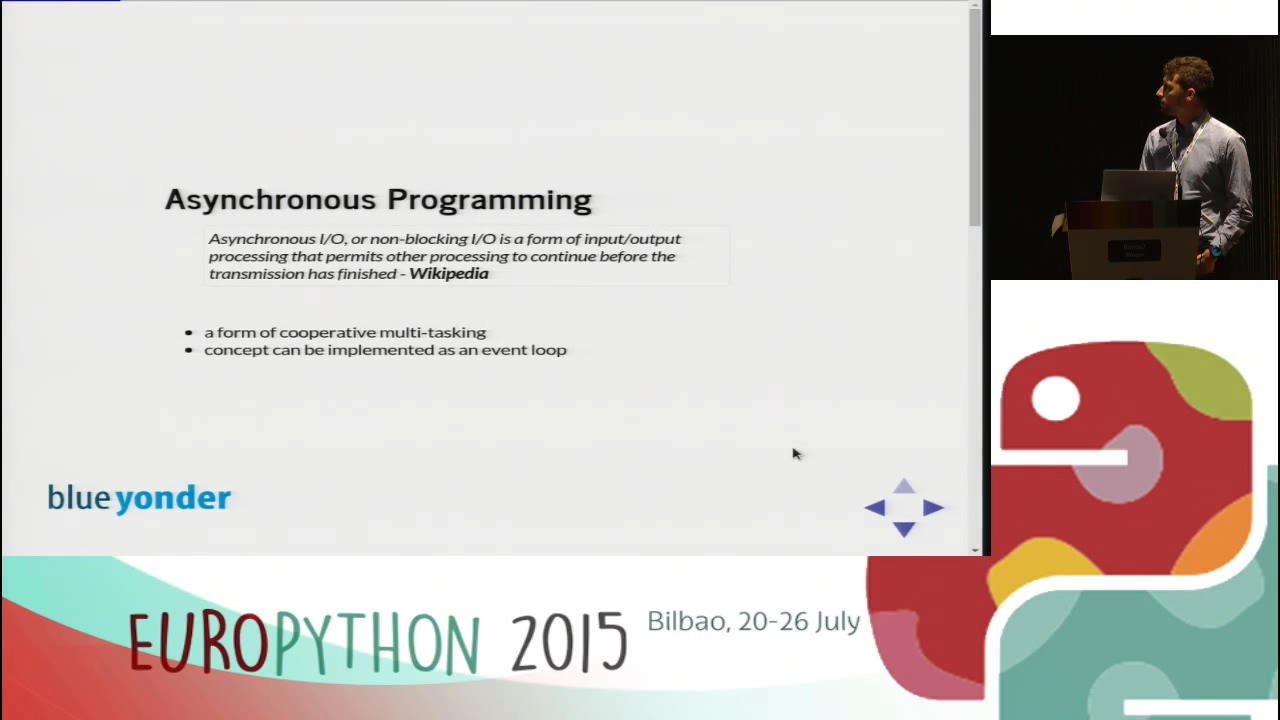 Asynchronous Programming
Asynchronous I/O, or non-blocking I/O is a form of input/output
processing that permits other processing to continue before the
transmission has finished - Wikipedia
• a form of cooperative multi-tasking
• concept can be implemented as an event loop
blueyonder
EUROPYTHON 2015
Bilbao, 20-26 July